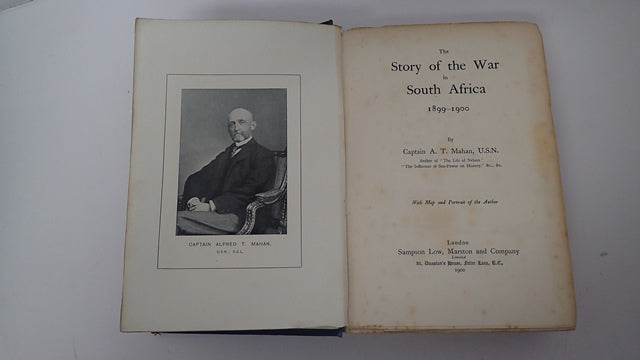 CAPTAIN ALFRED T. MAHAN,
U.S.N., D.C.L.
The
Story of the War
in
South Africa
1899-1900
By
Captain A. T. Mahan, U.S.N.
Author of "The Life of Nelson"
"The Influence of Sea-Power on History," &c., &c.
With Map and Portrait of the Author
London
Sampson Low, Marston and Company
Limited
St. Dunstan's House, Fetter Lane, E.C.
1900